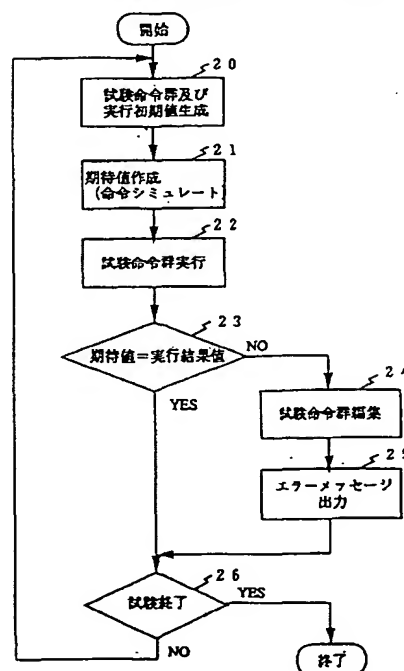 開始
20
試験命令群及び
実行初期値生成
21
期待値作成
(命令シミュレート)
22
試験命令群実行
23
期待値=実行結果値
NO
YES
24
試験命令群編集
25
エラーメッセージ
出力
26
試験終了
YES
NO
終了